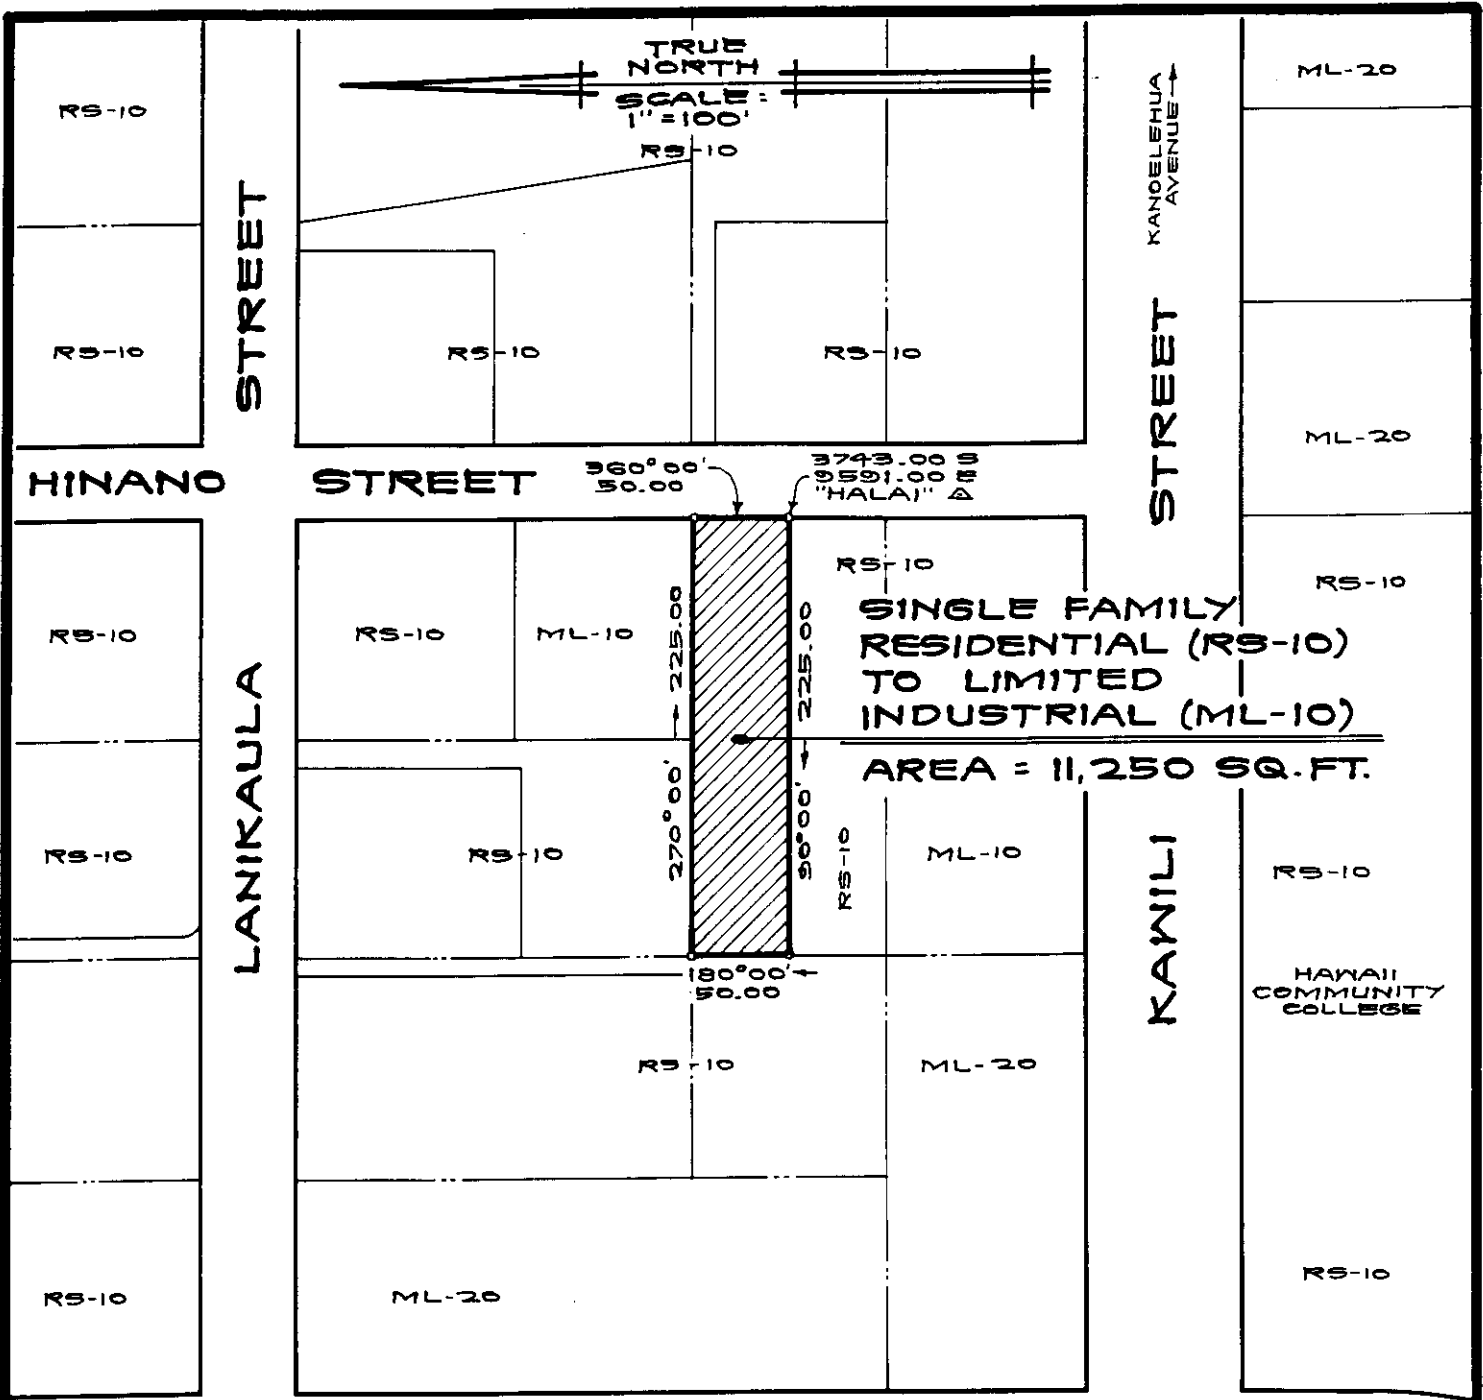 TRUE
NORTH
SCALE:
1" = 100'
RS-10
ML-20
RS-10
KANOELEHUA
AVENUE
STREET
RS-10
RS-10
RS-10
STREET
ML-20
HINANO STREET
360°00'
50.00
3743.00 S
9591.00 E
"HALAI"
RS-10
RS-10
RS-10
RS-10
ML-10
225.00
225.00
SINGLE FAMILY
RESIDENTIAL (RS-10)
TO LIMITED
INDUSTRIAL (ML-10)
AREA = 11,250 SQ.FT.
LANIKAULA
270°00'
90°00'
RS-10
RS-10
RS-10
ML-10
RS-10
KAWILI
180°00'
50.00
HAWAII
COMMUNITY
COLLEGE
RS-10
ML-20
RS-10
ML-20
RS-10